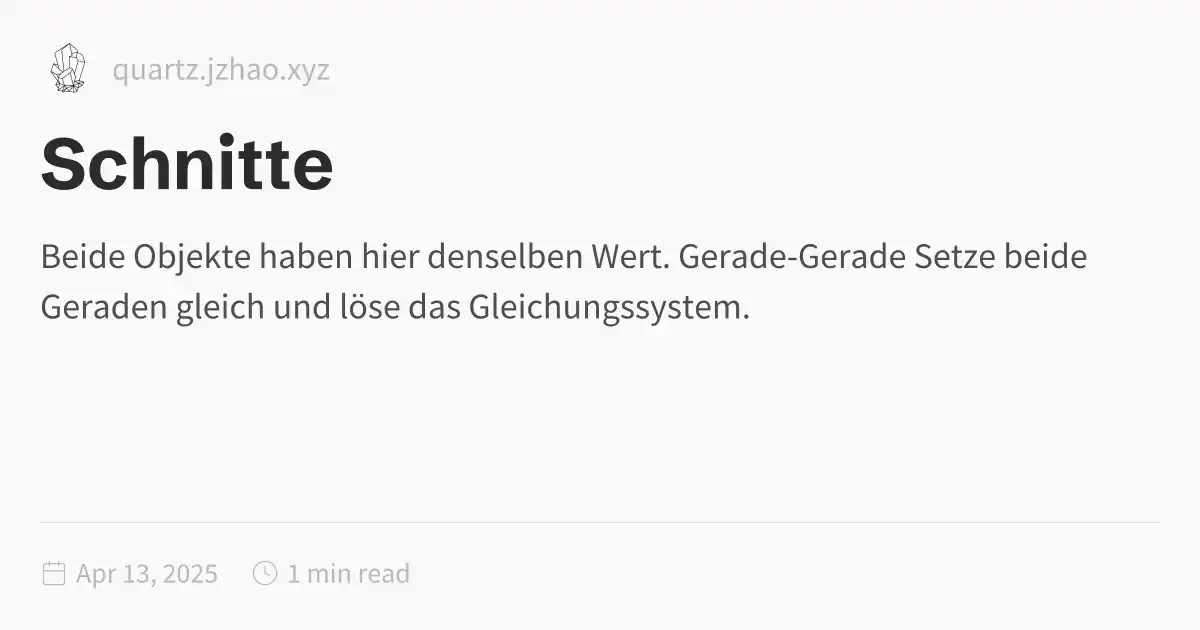 quartz.jzhao.xyz
Schnitte
Beide Objekte haben hier denselben Wert. Gerade-Gerade Setze beide
Geraden gleich und löse das Gleichungssystem.
Apr 13, 2025 1 min read